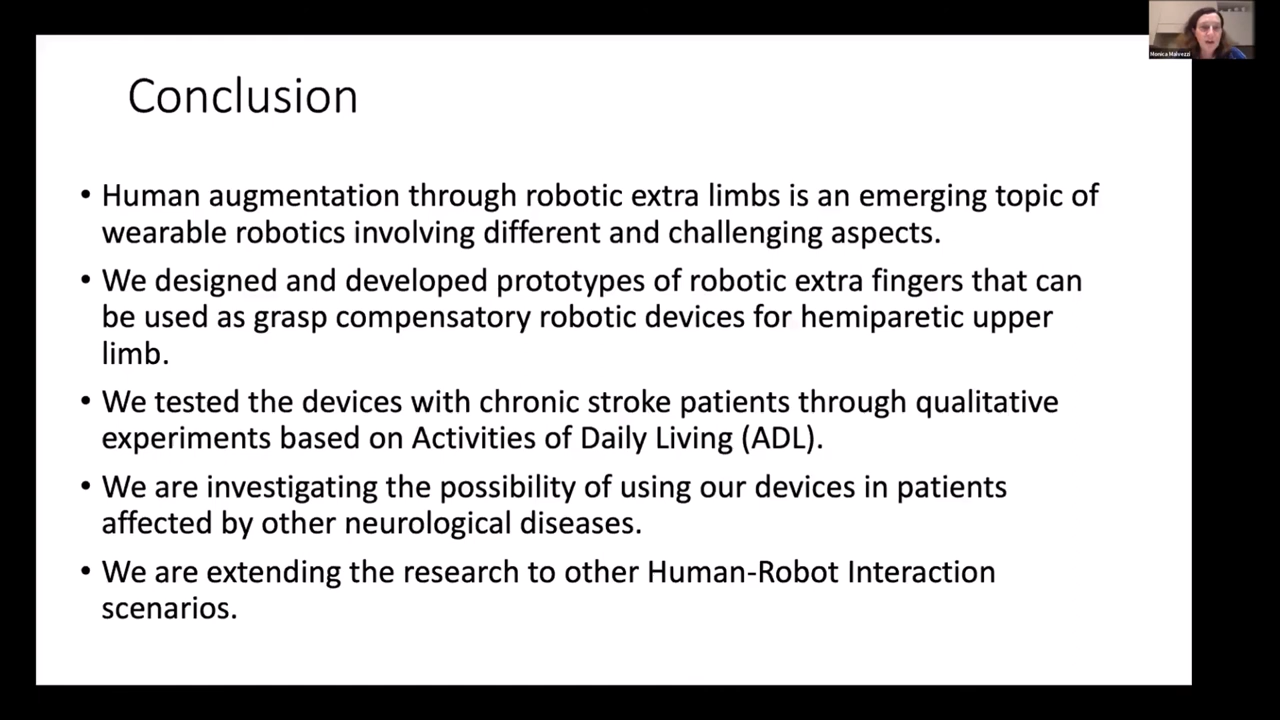 Monica Malvezzi
Conclusion
• Human augmentation through robotic extra limbs is an emerging topic of
wearable robotics involving different and challenging aspects.
• We designed and developed prototypes of robotic extra fingers that can
be used as grasp compensatory robotic devices for hemiparetic upper
limb.
• We tested the devices with chronic stroke patients through qualitative
experiments based on Activities of Daily Living (ADL).
• We are investigating the possibility of using our devices in patients
affected by other neurological diseases.
• We are extending the research to other Human-Robot Interaction
scenarios.